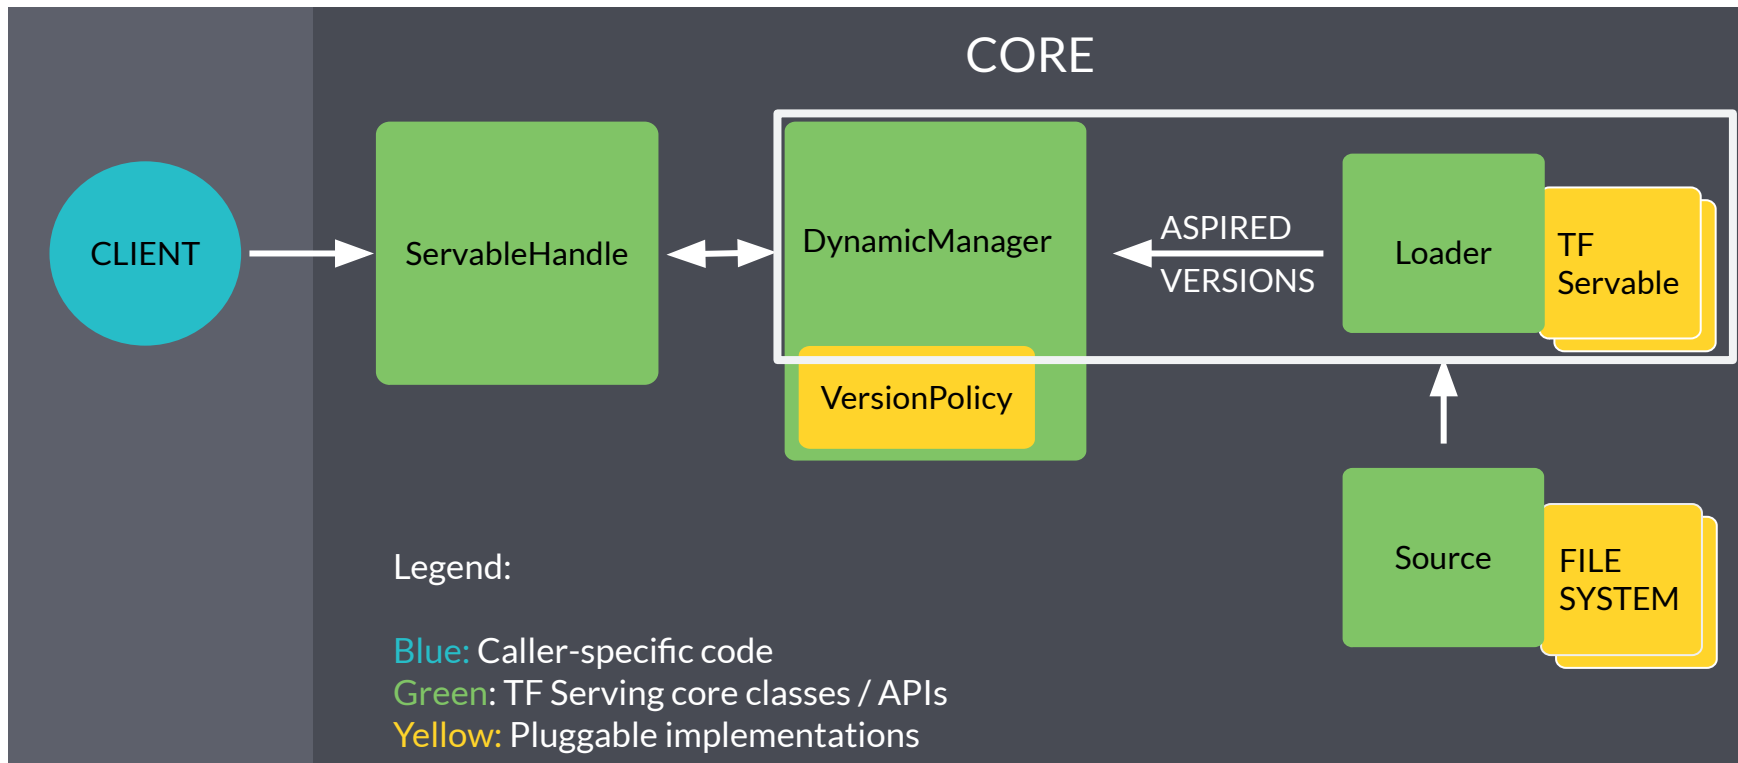 CORE
CLIENT
ServableHandle
DynamicManager
VersionPolicy
ASPIRED
VERSIONS
Loader
TF
Servable
Source
FILE
SYSTEM
Legend:
Blue: Caller-specific code
Green: TF Serving core classes / APIs
Yellow: Pluggable implementations